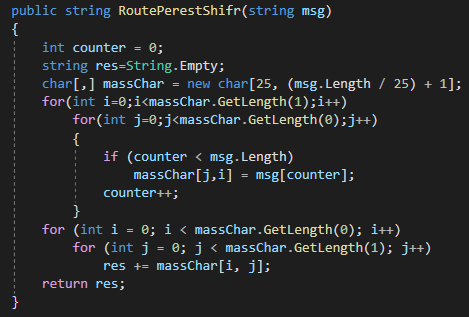 public string RoutePerestShifr(string msg)
{
int counter = 0;
string res=String.Empty;
char[,] massChar = new char[25, (msg.Length / 25) + 1];
for(int i=0;i<massChar.GetLength(1);i++)
for(int j=0;j<massChar.GetLength(0);j++)
{
if (counter < msg.Length)
massChar[j,i] = msg[counter];
counter++;
}
for (int i = 0; i < massChar.GetLength(0); i++)
for (int j = 0; j < massChar.GetLength(1); j++)
res += massChar[i, j];
return res;
}